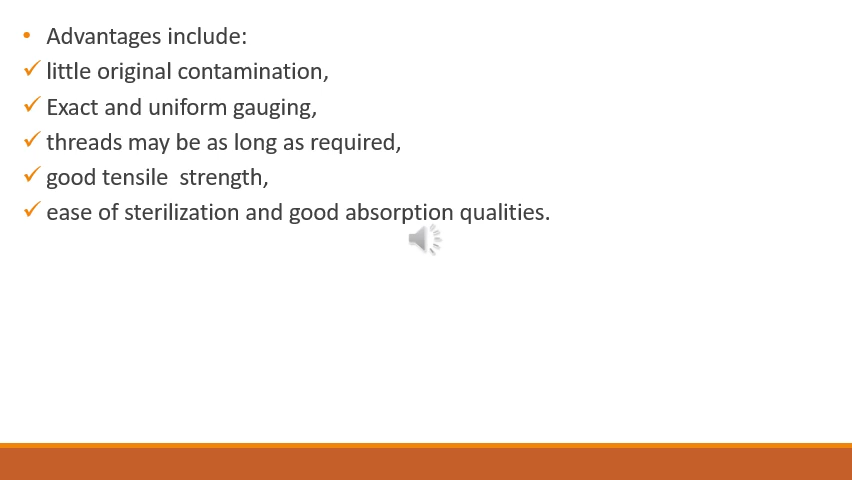 • Advantages include:
✓ little original contamination,
✓ Exact and uniform gauging,
✓ threads may be as long as required,
✓ good tensile  strength,
✓ ease of sterilization and good absorption qualities.